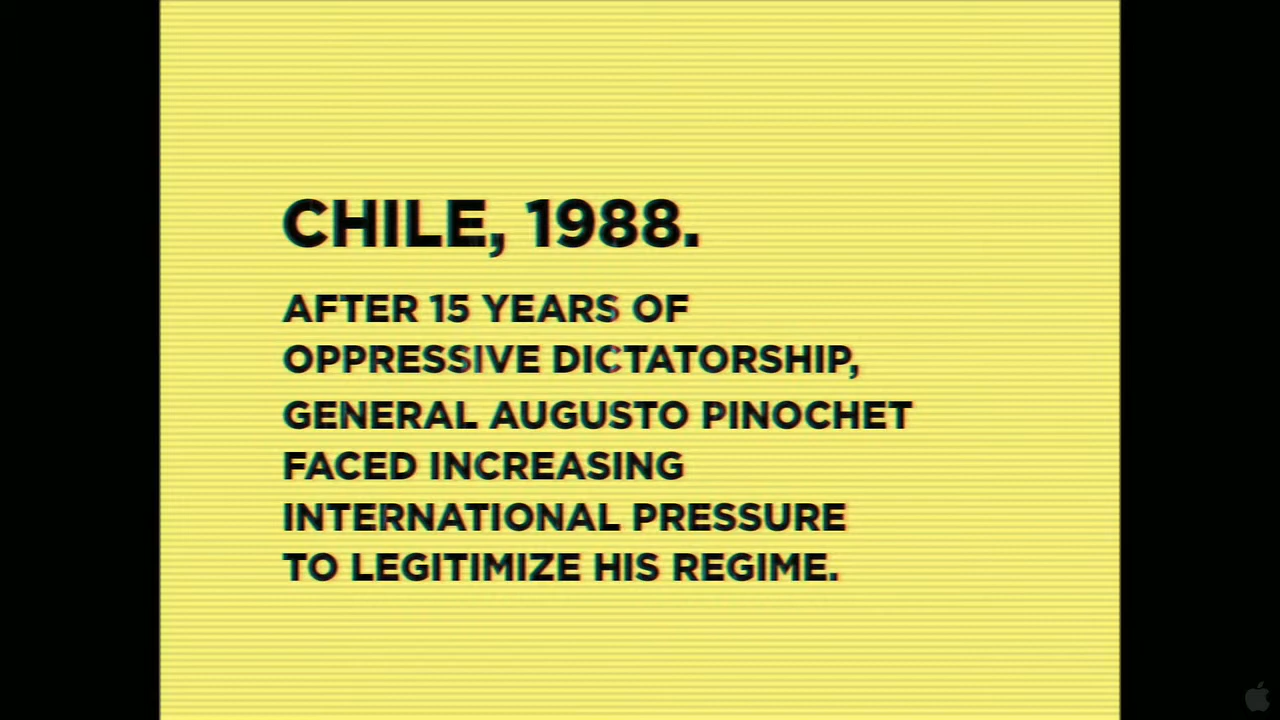 CHILE, 1988.
AFTER 15 YEARS OF
OPPRESSIVE DICTATORSHIP,
GENERAL AUGUSTO PINOCHET
FACED INCREASING
INTERNATIONAL PRESSURE
TO LEGITIMIZE HIS REGIME.